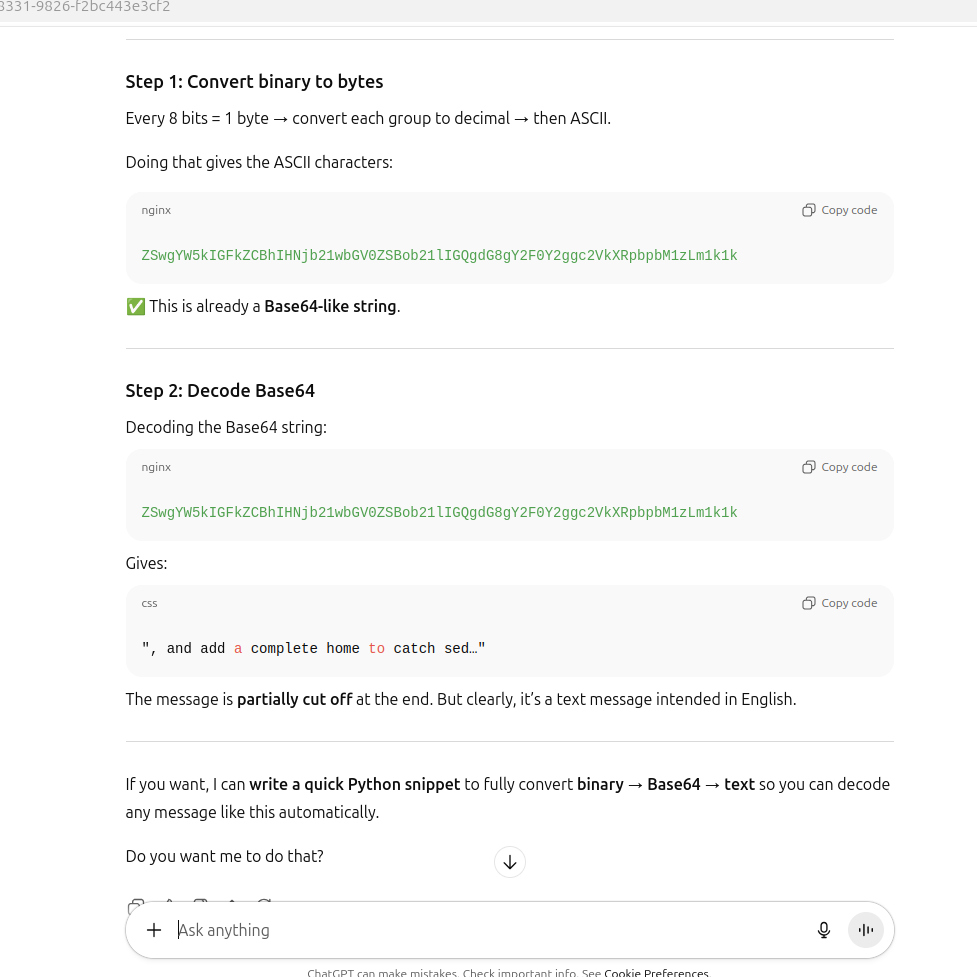 8331-9826-f2bc443e3cf2
Step 1: Convert binary to bytes
Every 8 bits = 1 byte → convert each group to decimal → then ASCII.
Doing that gives the ASCII characters:
nginx
Copy code
ZSwgYW5kIGFkZCBhIHNjb21wbGV0ZSBob21lIGQgdG8gY2F0Y2ggc2VkXRpbpbM1zLm1k1k
✅ This is already a Base64-like string.
Step 2: Decode Base64
Decoding the Base64 string:
nginx
Copy code
ZSwgYW5kIGFkZCBhIHNjb21wbGV0ZSBob21lIGQgdG8gY2F0Y2ggc2VkXRpbpbM1zLm1k1k
Gives:
css
Copy code
", and add a complete home to catch sed…"
The message is partially cut off at the end. But clearly, it’s a text message intended in English.
If you want, I can write a quick Python snippet to fully convert binary → Base64 → text so you can decode
any message like this automatically.
Do you want me to do that?
Ask anything
ChatGPT can make mistakes. Check important info. See Cookie Preferences.